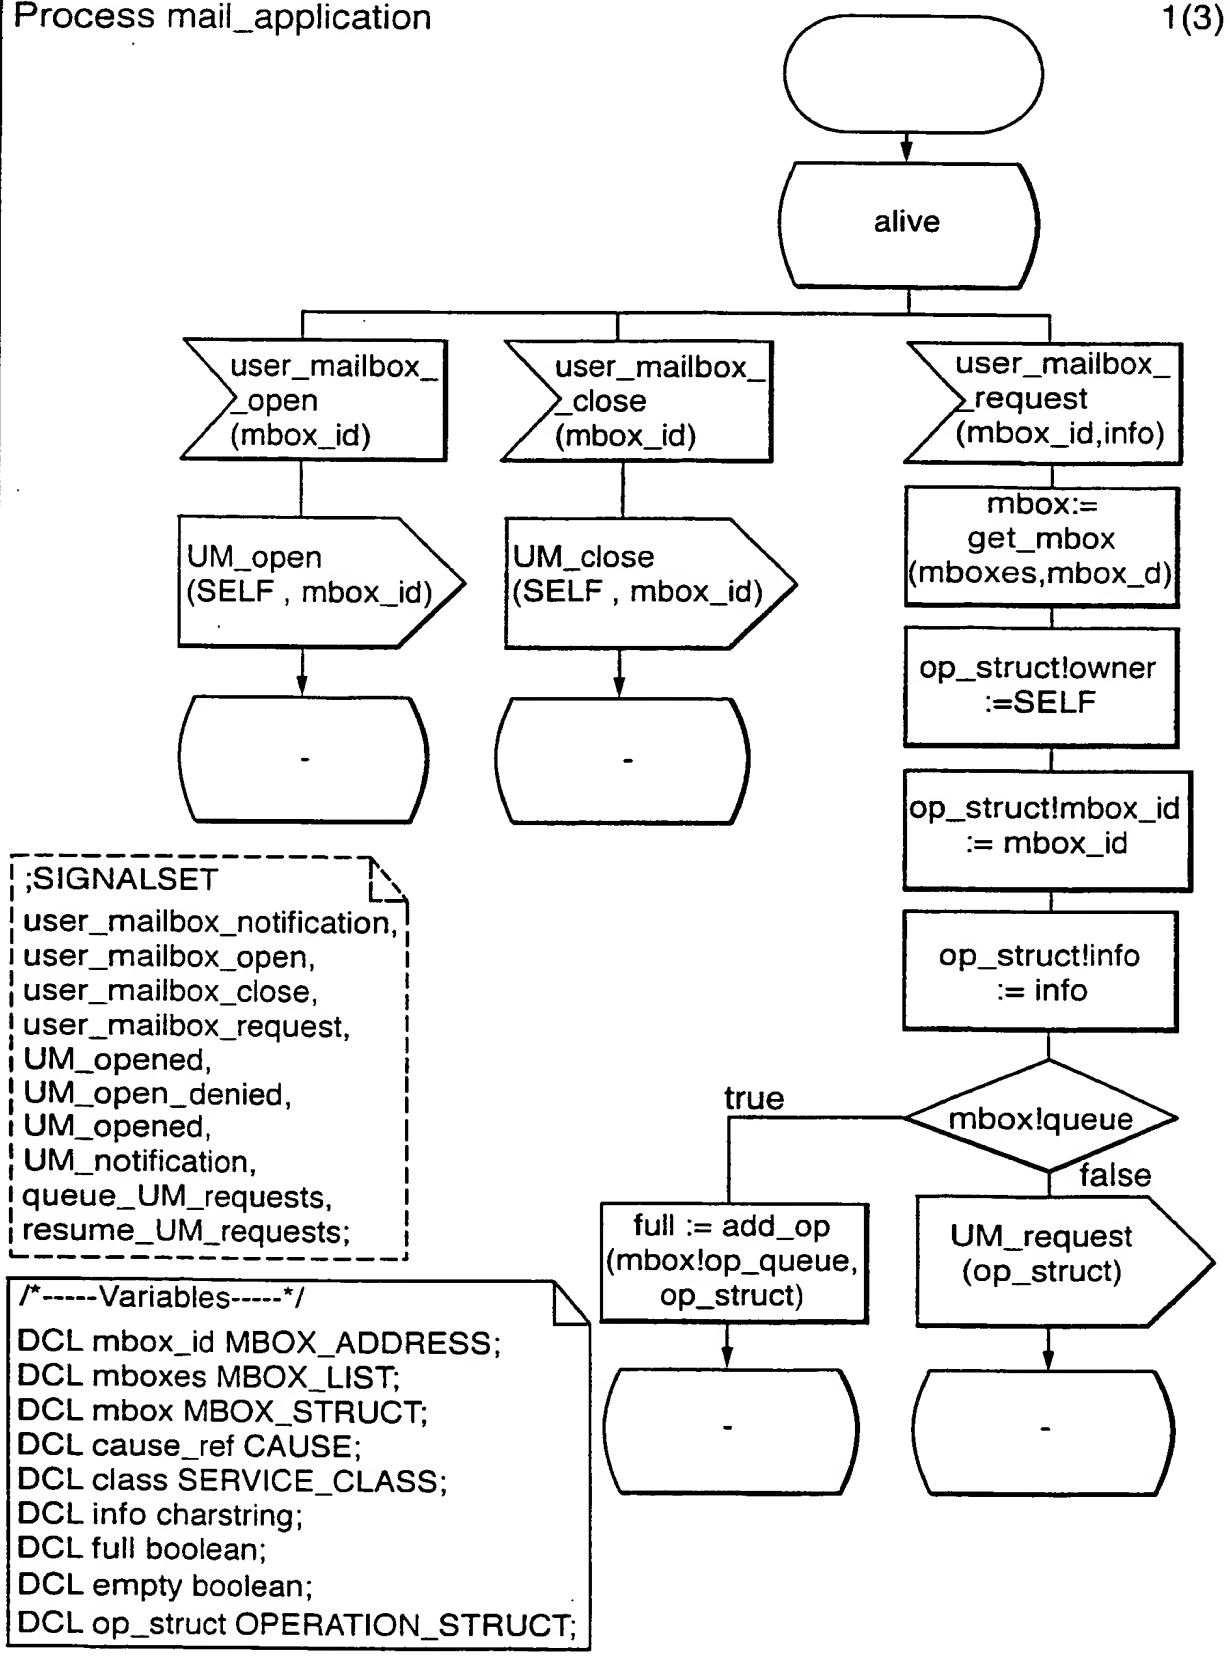 Process mail_application
1(3)
alive
user_mailbox_
_open
(mbox_id)
user_mailbox_
_close
(mbox_id)
user_mailbox_
_request
(mbox_id,info)
UM_open
(SELF , mbox_id)
UM_close
(SELF , mbox_id)
mbox:=
get_mbox
(mboxes,mbox_d)
op_struct!owner
:=SELF
-
-
op_struct!mbox_id
:= mbox_id
op_struct!info
:= info
mbox!queue
true
false
full := add_op
(mbox!op_queue,
op_struct)
UM_request
(op_struct)
-
-
;SIGNALSET
user_mailbox_notification,
user_mailbox_open,
user_mailbox_close,
user_mailbox_request,
UM_opened,
UM_open_denied,
UM_opened,
UM_notification,
queue_UM_requests,
resume_UM_requests;
/*-----Variables-----*/
DCL mbox_id MBOX_ADDRESS;
DCL mboxes MBOX_LIST;
DCL mbox MBOX_STRUCT;
DCL cause_ref CAUSE;
DCL class SERVICE_CLASS;
DCL info charstring;
DCL full boolean;
DCL empty boolean;
DCL op_struct OPERATION_STRUCT;